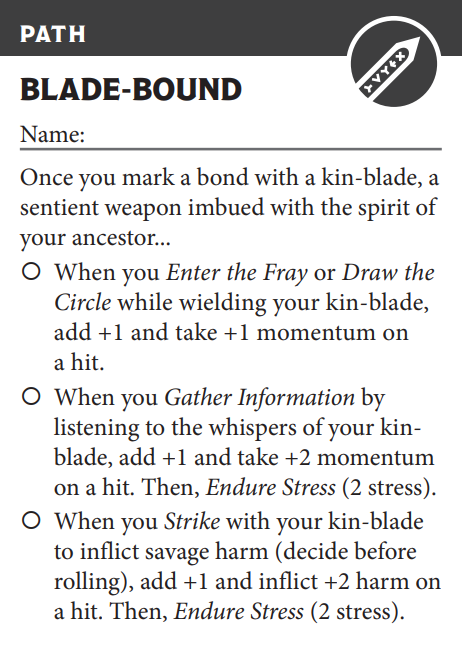 PATH
BLADE-BOUND
Name:
Once you mark a bond with a kin-blade, a
sentient weapon imbued with the spirit of
your ancestor...
When you Enter the Fray or Draw the
Circle while wielding your kin-blade,
add +1 and take +1 momentum on
a hit.
When you Gather Information by
listening to the whispers of your kin-
blade, add +1 and take +2 momentum
on a hit. Then, Endure Stress (2 stress).
When you Strike with your kin-blade
to inflict savage harm (decide before
rolling), add +1 and inflict +2 harm on
a hit. Then, Endure Stress (2 stress).